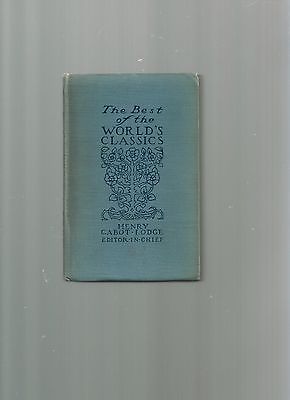 The Best
of the
WORLD'S
CLASSICS
HENRY
CABOT·LODGE
EDITOR·IN·CHIEF